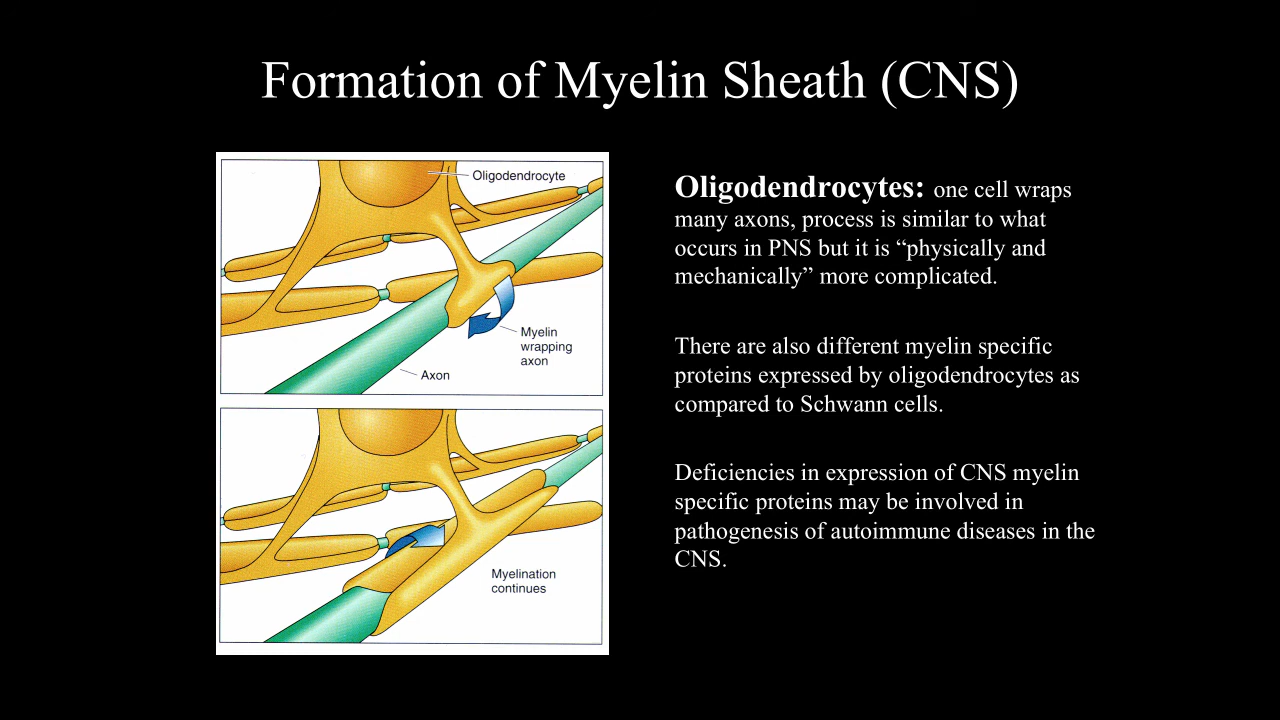 Formation of Myelin Sheath (CNS)
Oligodendrocyte
Myelin
wrapping
axon
Axon
Myelination
continues
Oligodendrocytes: one cell wraps
many axons, process is similar to what
occurs in PNS but it is “physically and
mechanically” more complicated.
There are also different myelin specific
proteins expressed by oligodendrocytes as
compared to Schwann cells.
Deficiencies in expression of CNS myelin
specific proteins may be involved in
pathogenesis of autoimmune diseases in the
CNS.